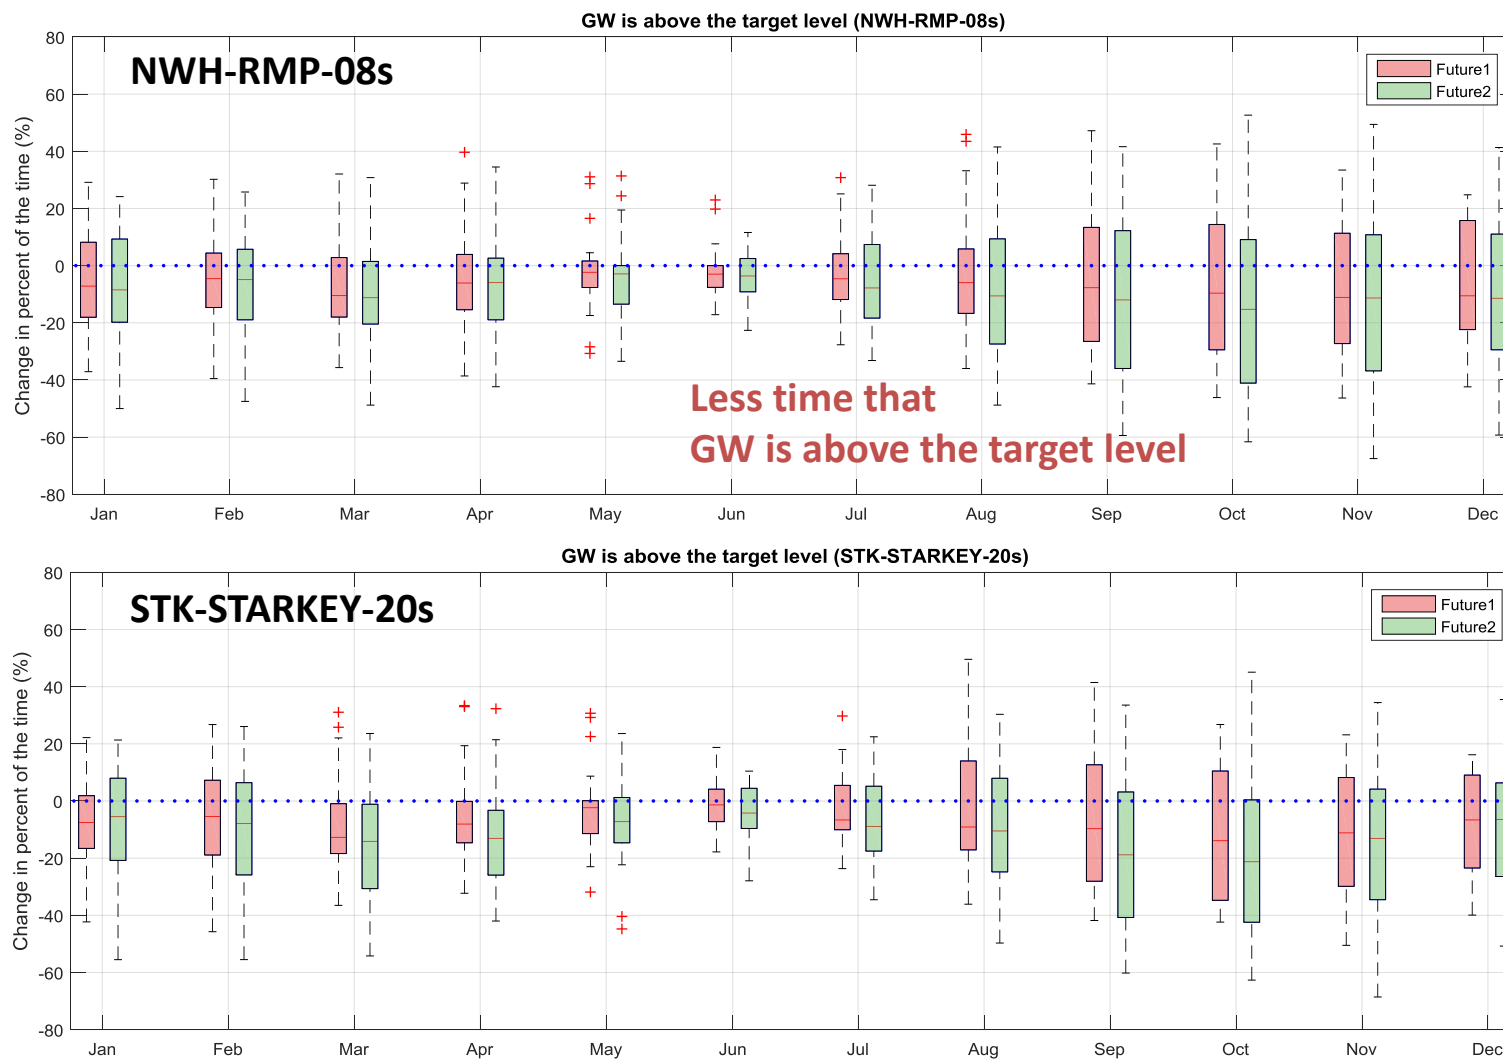 GW is above the target level (NWH-RMP-08s)
NWH-RMP-08s
Future1
Future2
Change in percent of the time (%)
80
60
40
20
0
-20
-40
-60
-80
Less time that
GW is above the target level
Jan Feb Mar Apr May Jun Jul Aug Sep Oct Nov Dec
GW is above the target level (STK-STARKEY-20s)
STK-STARKEY-20s
Future1
Future2
Change in percent of the time (%)
80
60
40
20
0
-20
-40
-60
-80
Jan Feb Mar Apr May Jun Jul Aug Sep Oct Nov Dec